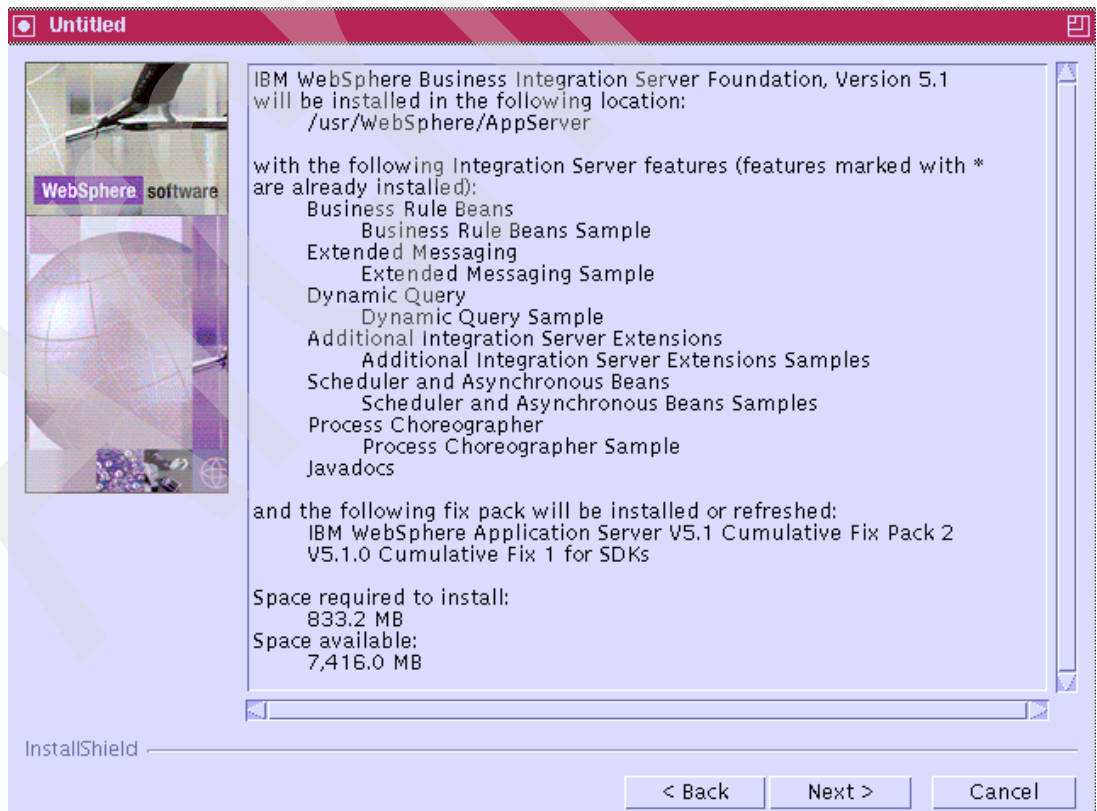 Untitled
WebSphere software
IBM WebSphere Business Integration Server Foundation, Version 5.1
will be installed in the following location:
/usr/WebSphere/AppServer
with the following Integration Server features (features marked with *
are already installed):
Business Rule Beans
Business Rule Beans Sample
Extended Messaging
Extended Messaging Sample
Dynamic Query
Dynamic Query Sample
Additional Integration Server Extensions
Additional Integration Server Extensions Samples
Scheduler and Asynchronous Beans
Scheduler and Asynchronous Beans Samples
Process Choreographer
Process Choreographer Sample
Javadocs
and the following fix pack will be installed or refreshed:
IBM WebSphere Application Server V5.1 Cumulative Fix Pack 2
V5.1.0 Cumulative Fix 1 for SDKs
Space required to install:
833.2 MB
Space available:
7,416.0 MB
InstallShield
< Back
Next >
Cancel